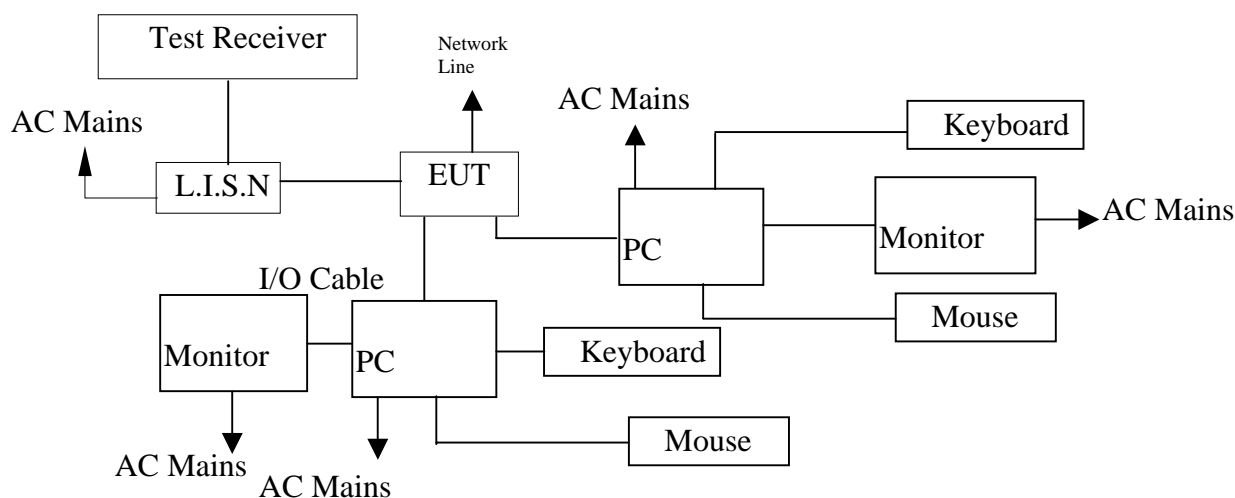 Test Receiver
Network
Line
AC Mains
Keyboard
AC Mains
L.I.S.N
EUT
PC
Monitor
AC Mains
I/O Cable
Mouse
Monitor
PC
Keyboard
Mouse
AC Mains
AC Mains